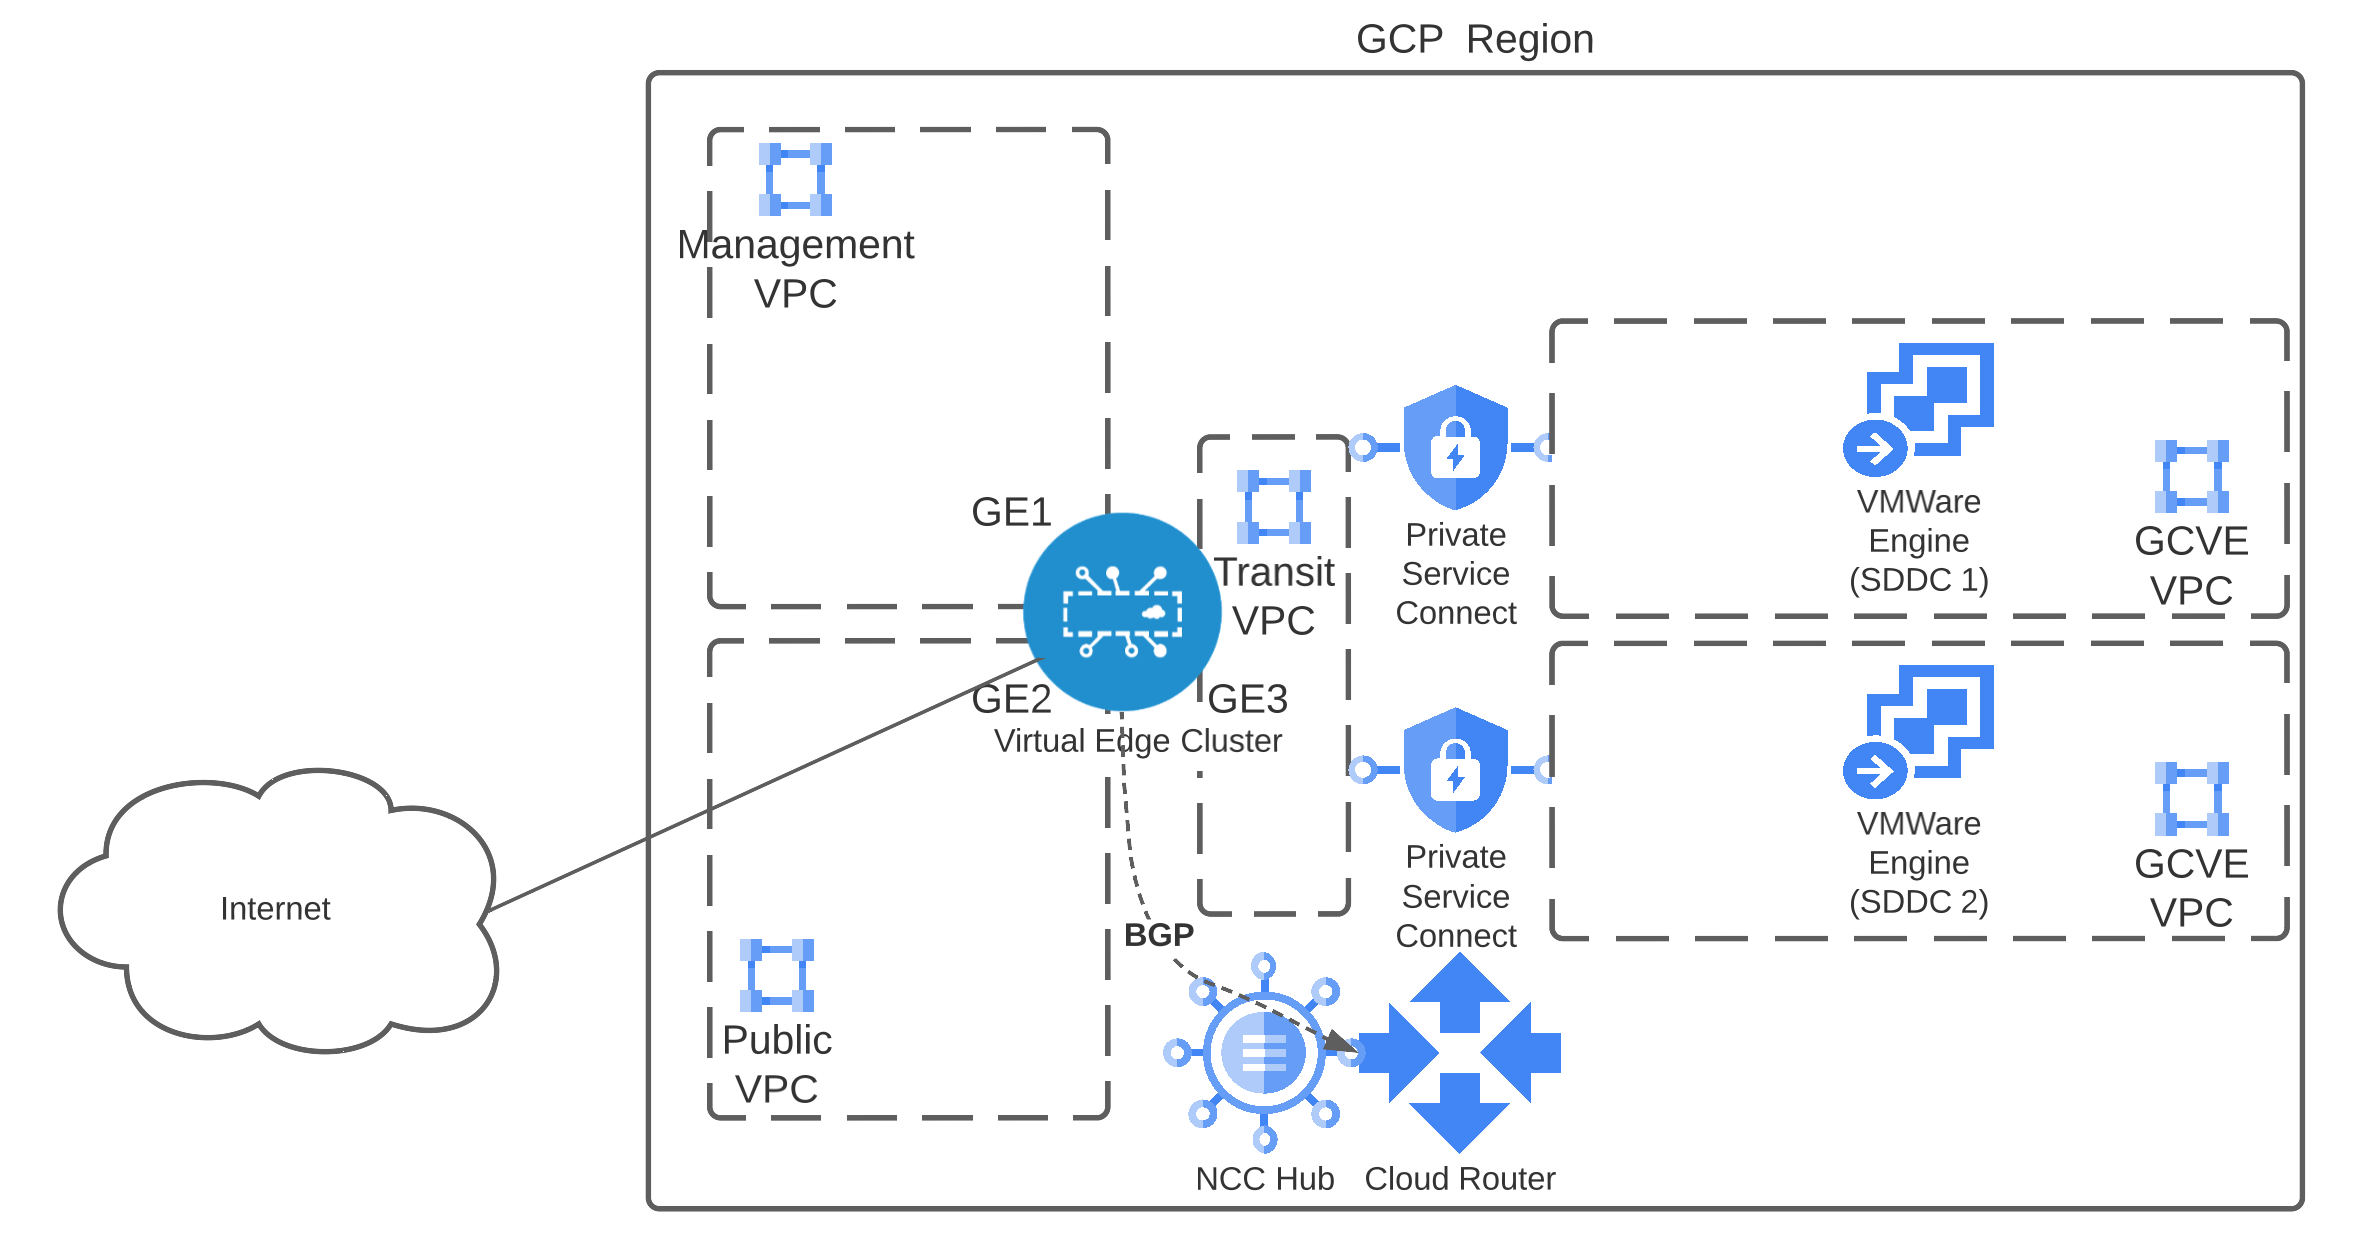 GCP Region
Management
VPC
GE1
Transit
VPC
Private
Service
Connect
VMWare
Engine
(SDDC 1)
GCVE
VPC
GE2
GE3
Virtual Edge Cluster
Private
Service
Connect
VMWare
Engine
(SDDC 2)
GCVE
VPC
Internet
BGP
Public
VPC
NCC Hub
Cloud Router